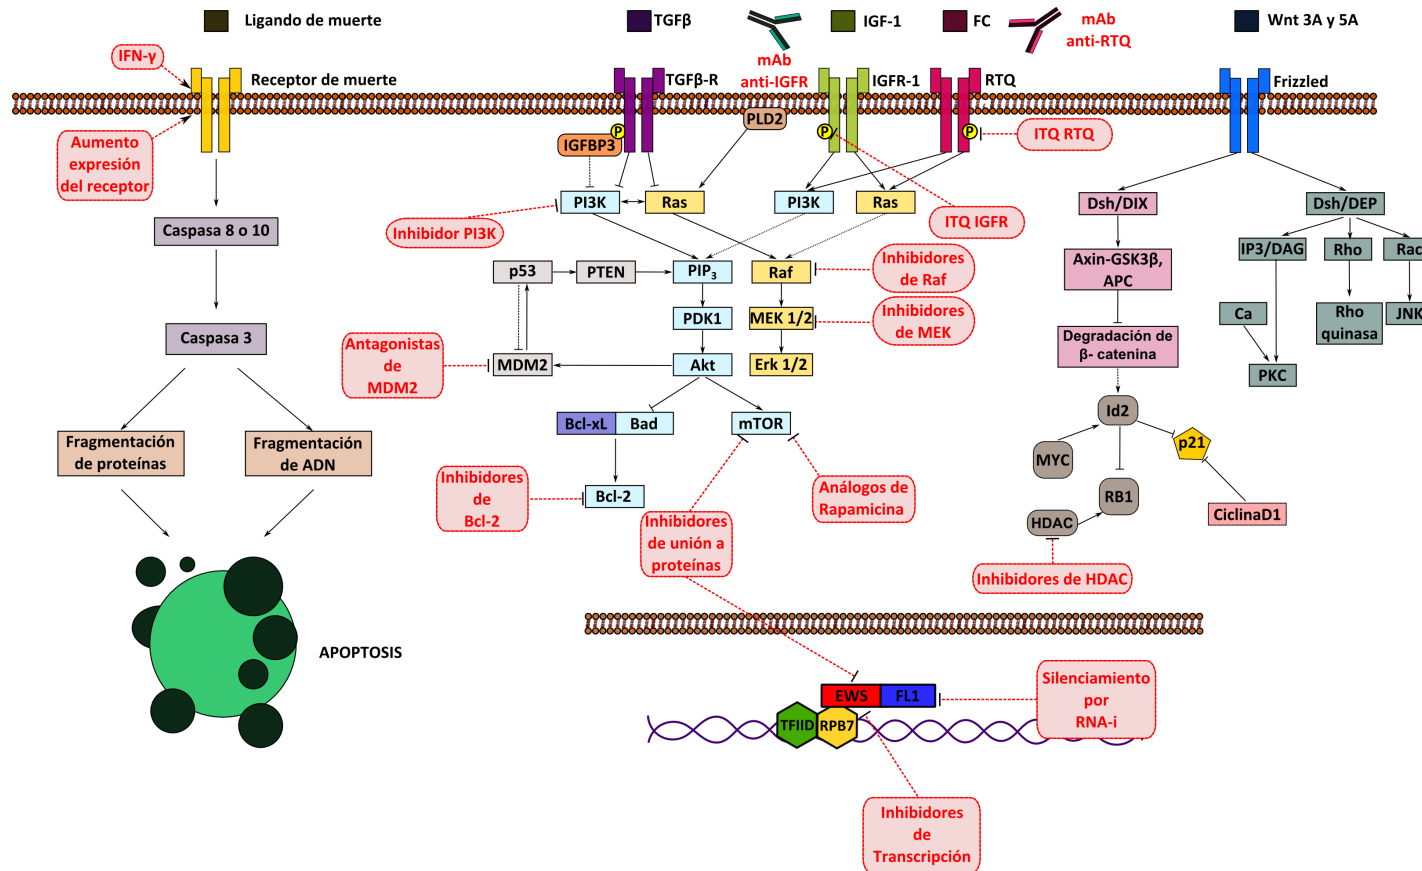 Ligando de muerte
TGFβ
IGF-1
FC
mAb
anti-RTQ
Wnt 3A y 5A
IFN-γ
Receptor de muerte
TGFβ-R
mAb
anti-IGFR
IGFR-1
RTQ
Frizzled
PLD2
P
P
P
ITQ RTQ
Aumento
expresión
del receptor
IGFBP3
PI3K
Ras
PI3K
Ras
Inhibidor PI3K
ITQ IGFR
Dsh/DIX
Dsh/DEP
Caspasa 8 o 10
IP3/DAG
Rho
Rac
p53
PTEN
PIP3
Raf
Inhibidores
de Raf
Axin-GSK3β,
APC
Caspasa 3
PDK1
MEK 1/2
Inhibidores
de MEK
Ca
Rho
quinasa
JNK
Antagonistas
de
MDM2
MDM2
Akt
Erk 1/2
Degradación de
β- catenina
PKC
Bcl-xL
Bad
mTOR
Id2
p21
MYC
Fragmentación
de proteínas
Fragmentación
de ADN
Inhibidores
de
Bcl-2
Bcl-2
Análogos de
Rapamicina
RB1
HDAC
CiclinaD1
Inhibidores
de unión a
proteínas
Inhibidores de HDAC
APOPTOSIS
EWS
FL1
Silenciamiento
por
RNA-i
TFIID
RPB7
Inhibidores
de
Transcripción